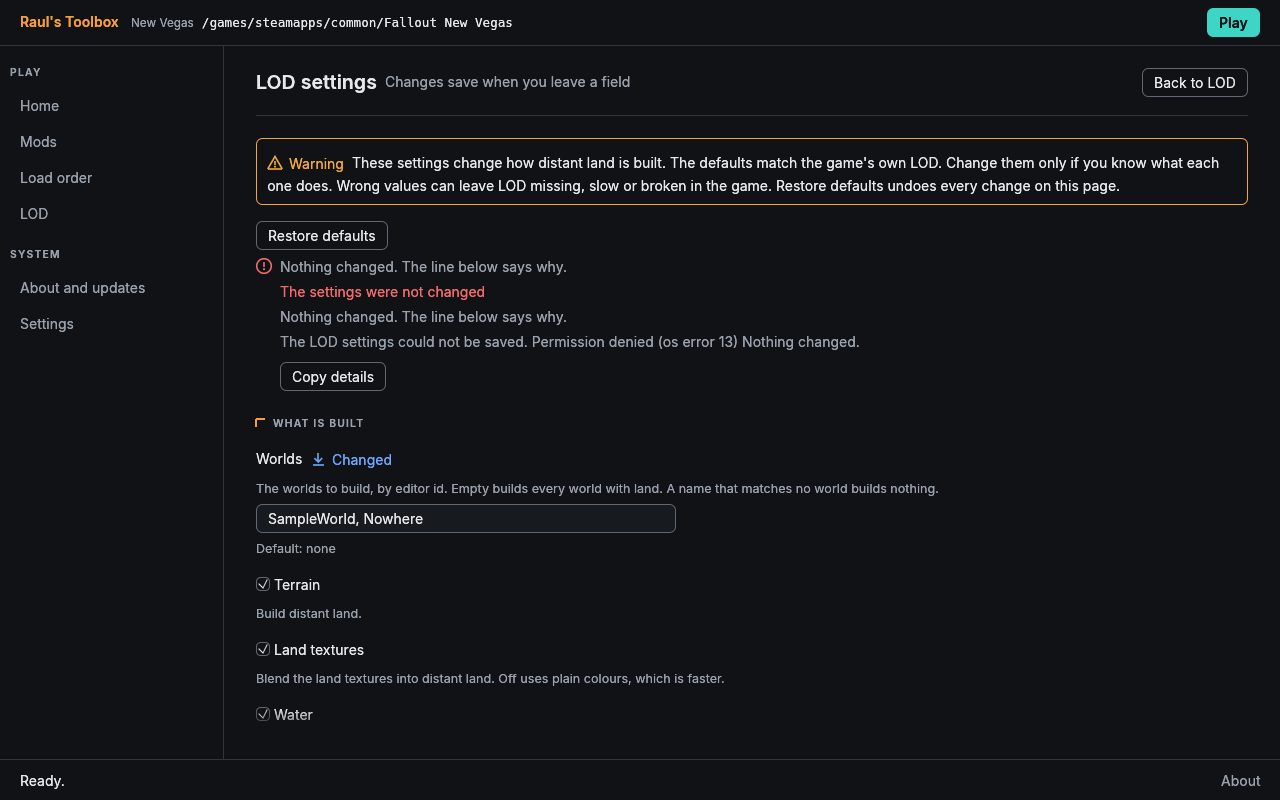 Raul's Toolbox New Vegas /games/steamapps/common/Fallout New Vegas Play
PLAY
Home
Mods
Load order
LOD
SYSTEM
About and updates
Settings
LOD settings Changes save when you leave a field Back to LOD
Warning These settings change how distant land is built. The defaults match the game's own LOD. Change them only if you know what each
one does. Wrong values can leave LOD missing, slow or broken in the game. Restore defaults undoes every change on this page.
Restore defaults
Nothing changed. The line below says why.
The settings were not changed
Nothing changed. The line below says why.
The LOD settings could not be saved. Permission denied (os error 13) Nothing changed.
Copy details
WHAT IS BUILT
Worlds Changed
The worlds to build, by editor id. Empty builds every world with land. A name that matches no world builds nothing.
SampleWorld, Nowhere
Default: none
Terrain
Build distant land.
Land textures
Blend the land textures into distant land. Off uses plain colours, which is faster.
Water
Ready. About